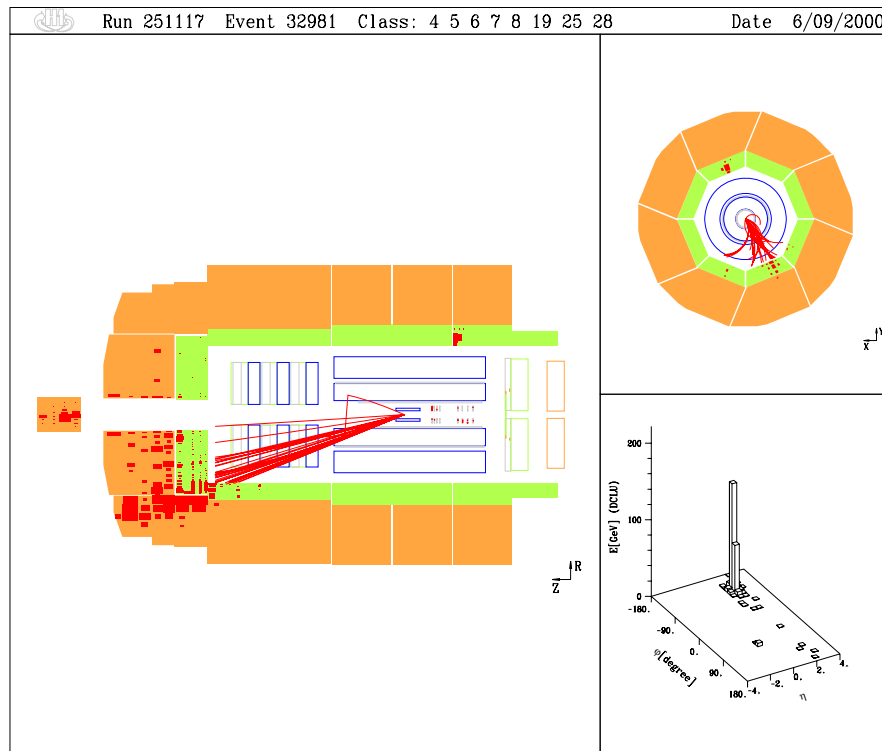 Run 251117 Event 32981 Class: 4 5 6 7 8 19 25 28 Date 6/09/2000
R
Z
Y
X
E[GeV] (DCLU)
200
100
0
-180.
-90.
0.
90.
180.
φ[degree]
-4.
-2.
0.
2.
4.
η